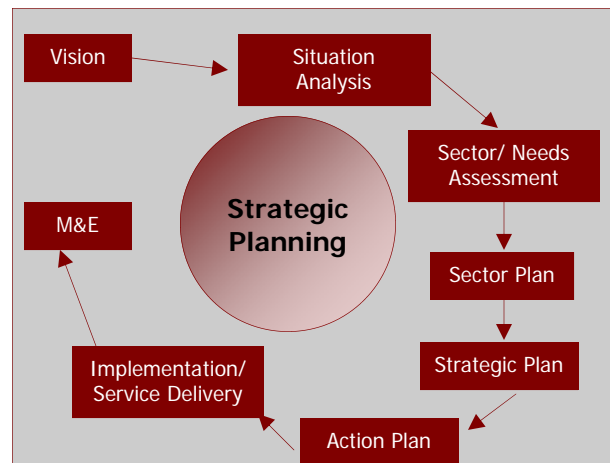 Vision
Situation
Analysis
Sector/ Needs
Assessment
Strategic
Planning
M&E
Sector Plan
Implementation/
Service Delivery
Strategic Plan
Action Plan